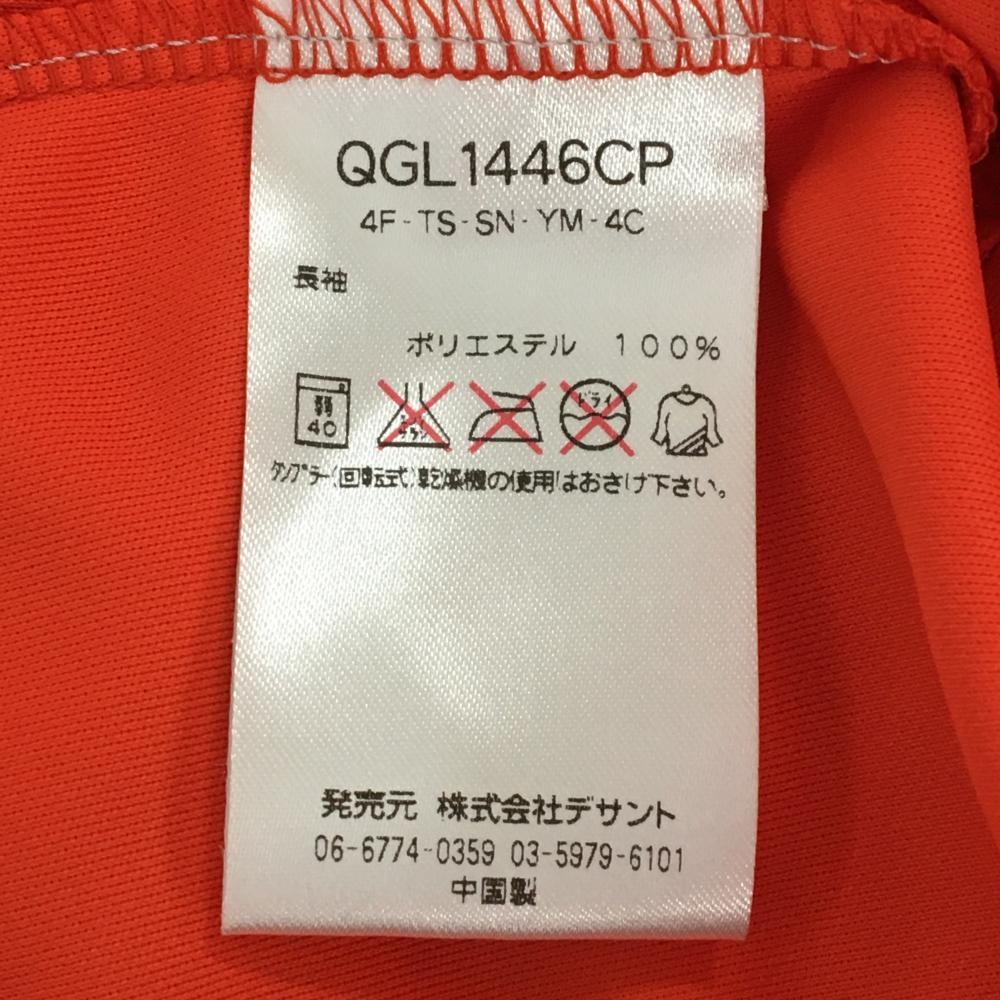 QGL1446CP
4F-TS-SN-YM-4C
長袖
ポリエステル 100%
弱
40
エンソ
サラシ
ドライ
タンブラー(回転式)乾燥機の使用はおさけ下さい。
発売元 株式会社デサント
06-6774-0359 03-5979-6101
中国製